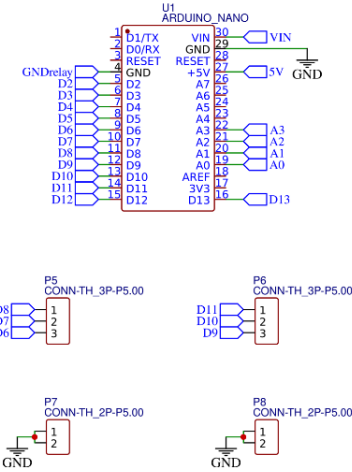 U1
ARDUINO_NANO
1 D1/TX VIN 30 VIN
2 D0/RX GND 29
3 RESET RESET 28 GND
GNDrelay 4 GND +5V 27 5V
D2 5 D2 A7 26
D3 6 D3 A6 25
D4 7 D4 A5 24
D5 8 D5 A4 23
D6 9 D6 A3 22 A3
D7 10 D7 A2 21 A2
D8 11 D8 A1 20 A1
D9 12 D9 A0 19 A0
D10 13 D10 AREF 18
D11 14 D11 3V3 17
D12 15 D12 D13 16 D13
P5
CONN-TH_3P-P5.00
D8 1
D7 2
D6 3
P6
CONN-TH_3P-P5.00
D11 1
D10 2
D9 3
P7
CONN-TH_2P-P5.00
1
2
GND
P8
CONN-TH_2P-P5.00
1
2
GND